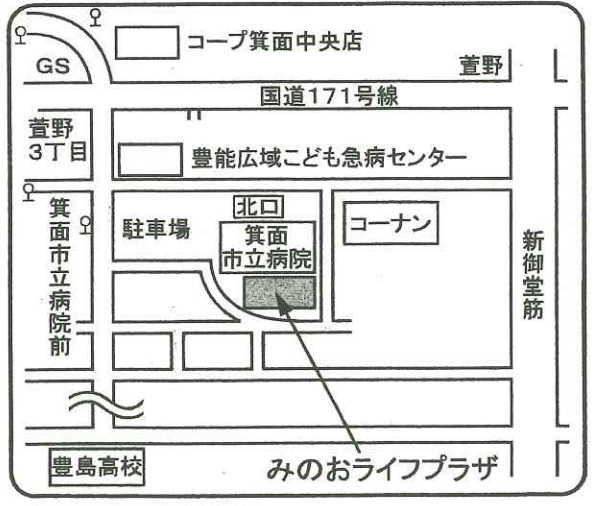 コープ箕面中央店
GS
萱野
国道171号線
萱野
3丁目
豊能広域こども急病センター
北口
コーナン
箕面市立病院前
駐車場
箕面
市立病院
新御堂筋
豊島高校
みのおライフプラザ